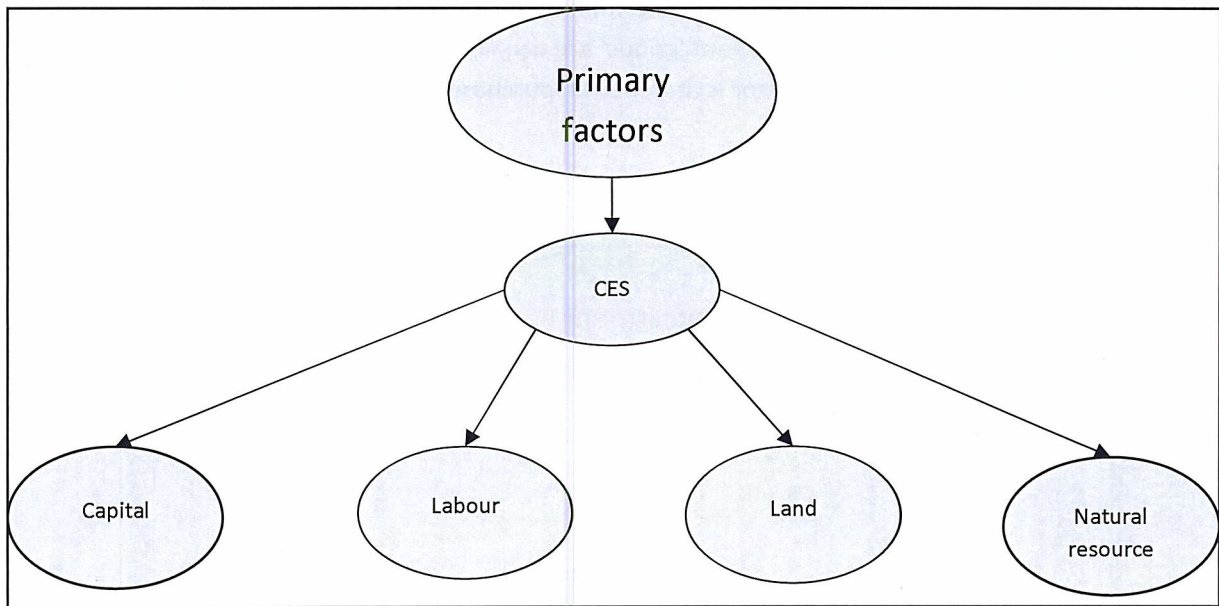 Primary
factors
CES
Capital
Labour
Land
Natural
resource